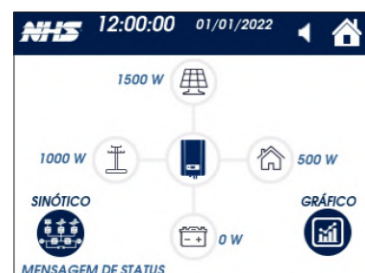 NHS 12:00:00 01/01/2022
1500 W
1000 W
500 W
SINÓTICO
GRÁFICO
- +
0 W
MENSAGEM DE STATUS